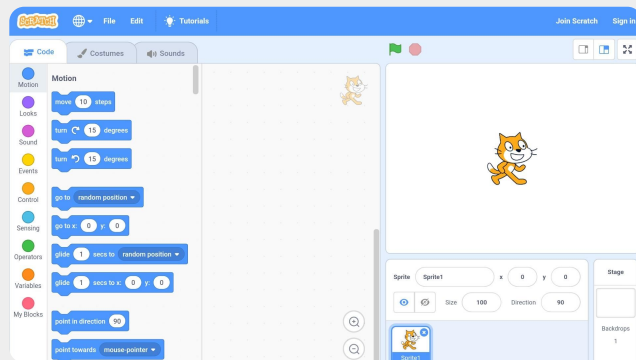 SCRATCH File Edit Tutorials Join Scratch Sign in
Code Costumes Sounds
Motion
Looks
Sound
Events
Control
Sensing
Operators
Variables
My Blocks
Motion
move 10 steps
turn 15 degrees
turn 15 degrees
go to random position
go to x: 0 y: 0
glide 1 secs to random position
glide 1 secs to x: 0 y: 0
point in direction 90
point towards mouse-pointer
Sprite Sprite1 x 0 y 0
Size 100 Direction 90
Sprite1
Stage
Backdrops
1